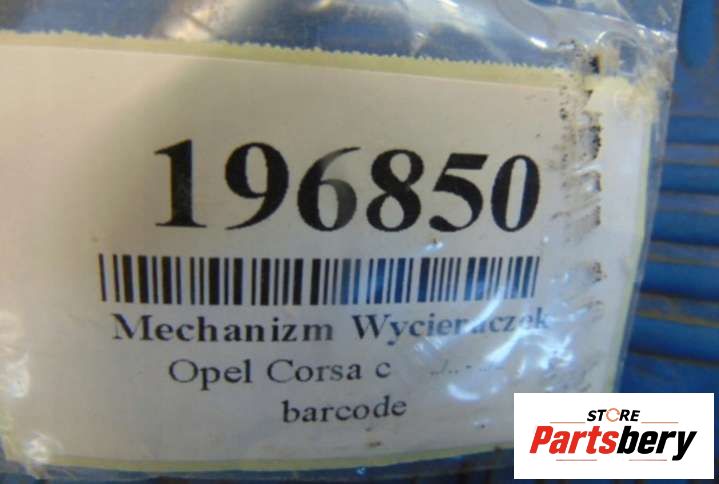 196850
Mechanizm Wycieraczek
Opel Corsa c
barcode
STORE
Partsbery